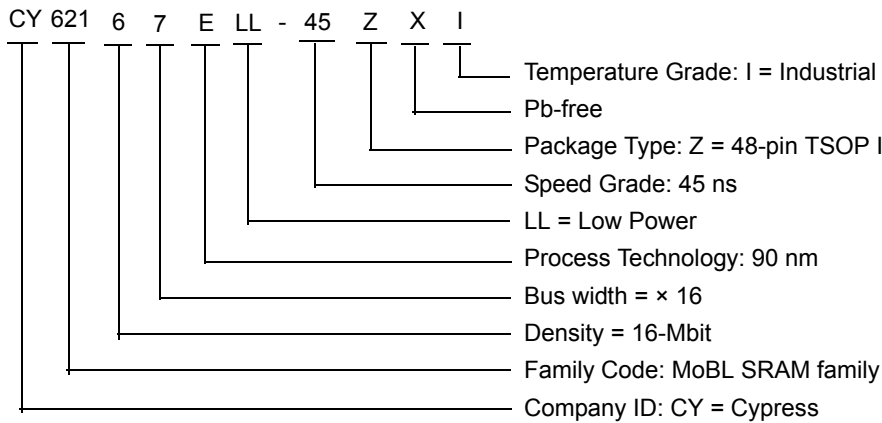 CY 621 6 7 E LL - 45 Z X I
Temperature Grade: I = Industrial
Pb-free
Package Type: Z = 48-pin TSOP I
Speed Grade: 45 ns
LL = Low Power
Process Technology: 90 nm
Bus width = × 16
Density = 16-Mbit
Family Code: MoBL SRAM family
Company ID: CY = Cypress